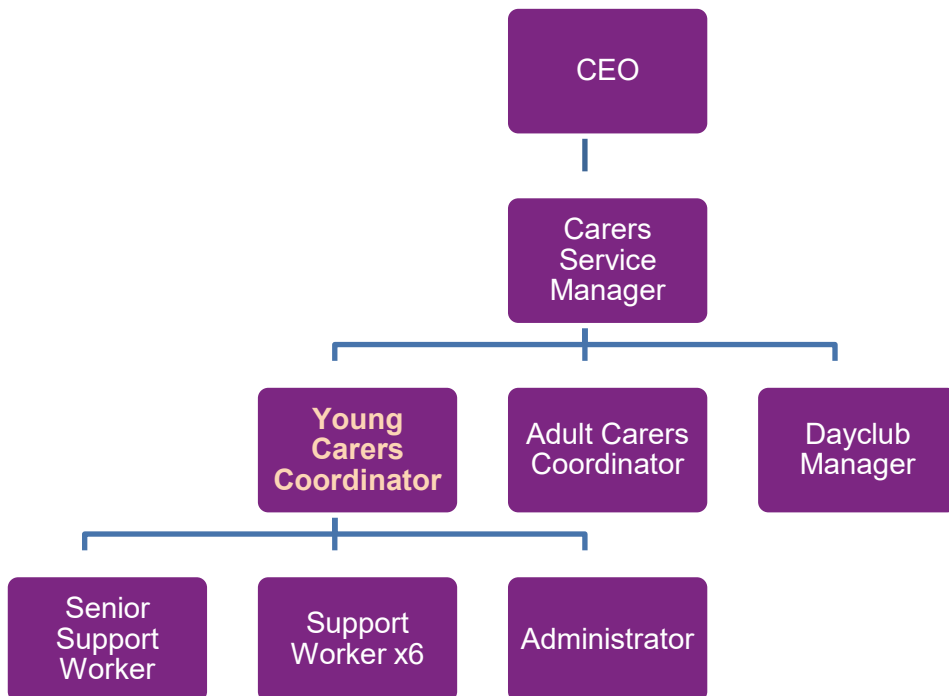 CEO
Carers
Service
Manager
Young
Carers
Coordinator
Adult Carers
Coordinator
Dayclub
Manager
Senior
Support
Worker
Support
Worker x6
Administrator